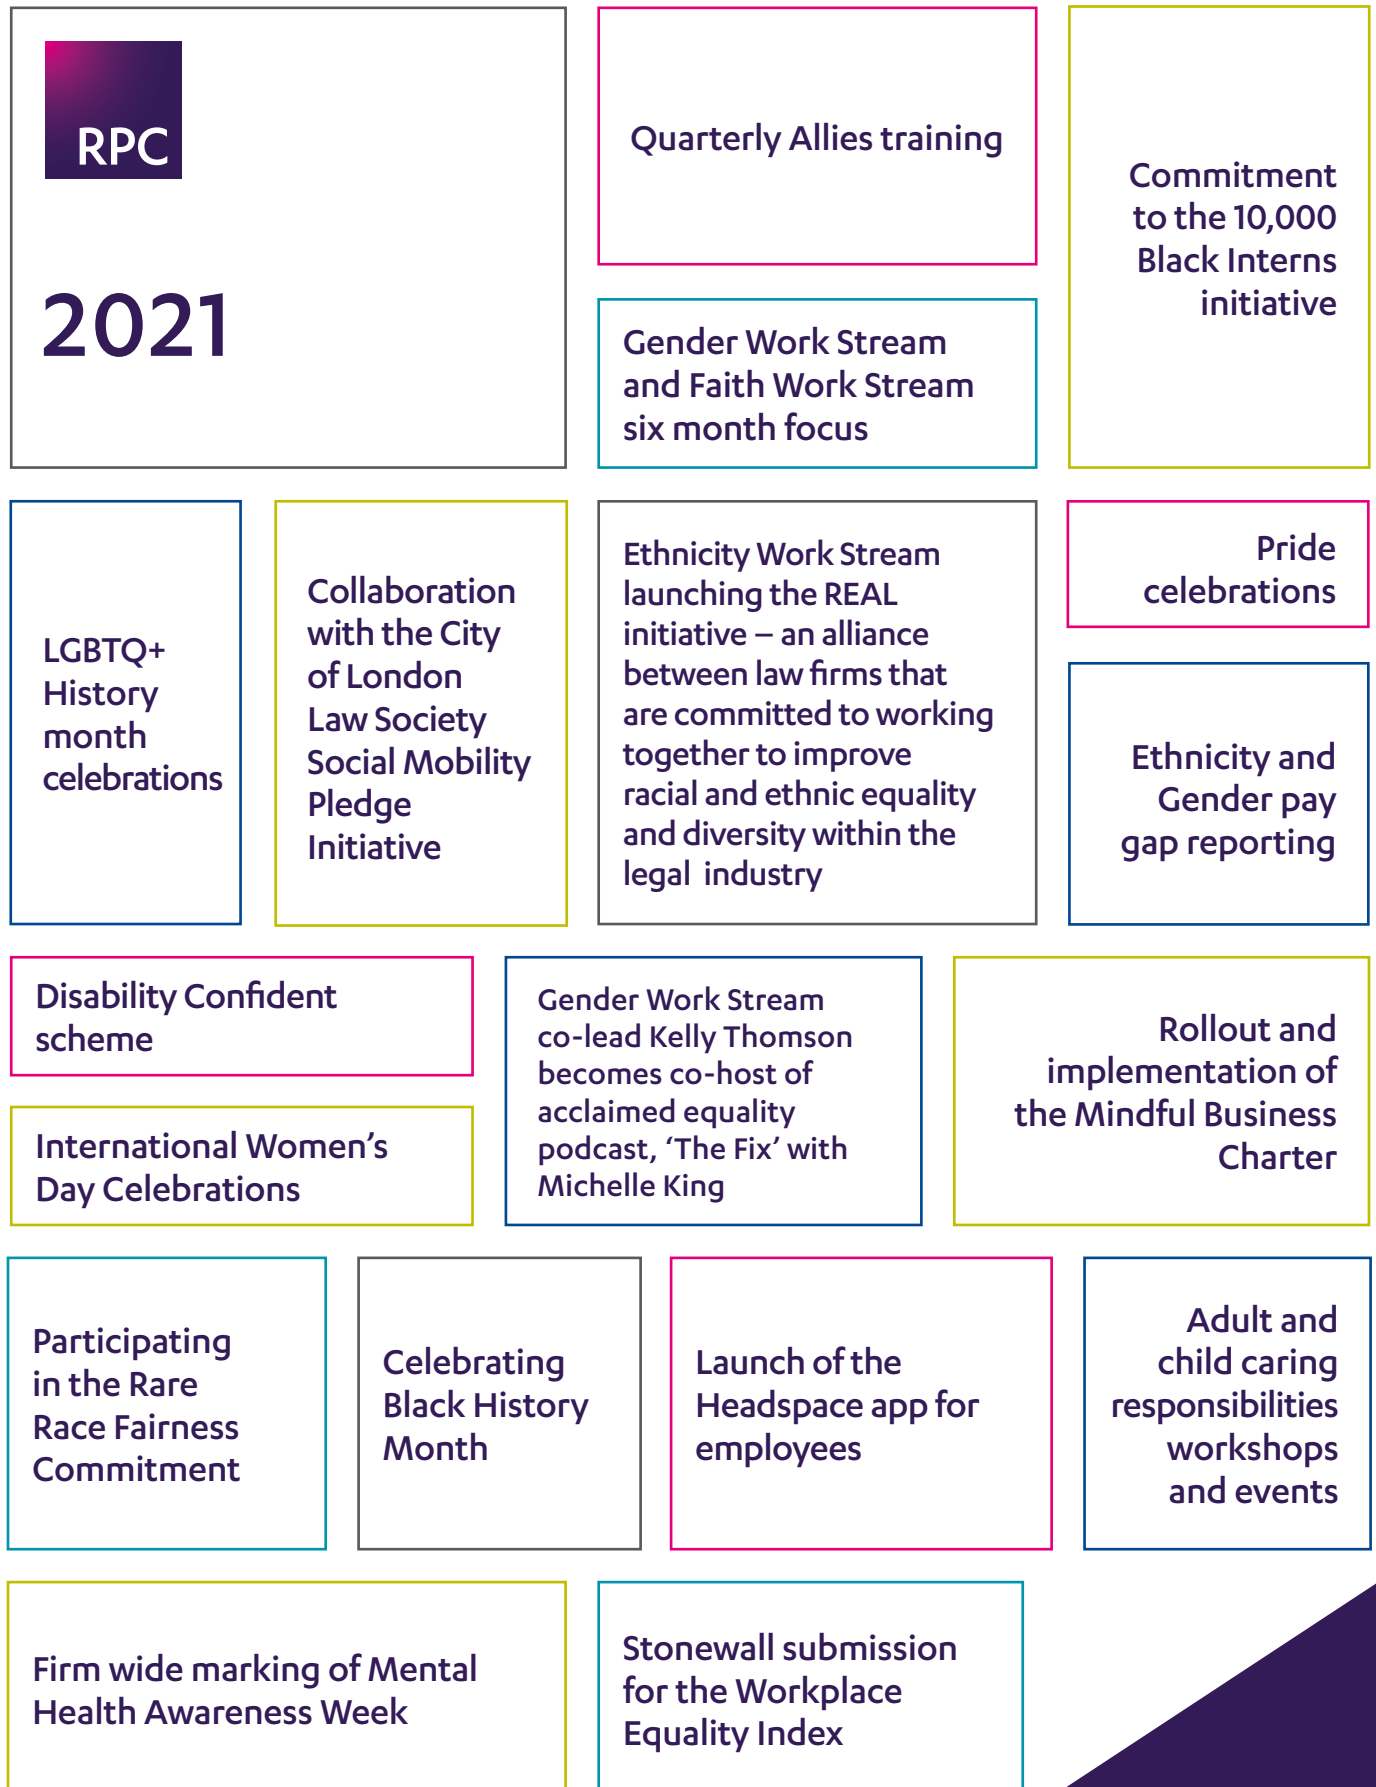 RPC
2021
Quarterly Allies training
Commitment
to the 10,000
Black Interns
initiative
Gender Work Stream
and Faith Work Stream
six month focus
LGBTQ+
History
month
celebrations
Collaboration
with the City
of London
Law Society
Social Mobility
Pledge
Initiative
Ethnicity Work Stream
launching the REAL
initiative – an alliance
between law firms that
are committed to working
together to improve
racial and ethnic equality
and diversity within the
legal industry
Pride
celebrations
Ethnicity and
Gender pay
gap reporting
Disability Confident
scheme
International Women’s
Day Celebrations
Gender Work Stream
co-lead Kelly Thomson
becomes co-host of
acclaimed equality
podcast, ‘The Fix’ with
Michelle King
Rollout and
implementation of
the Mindful Business
Charter
Participating
in the Rare
Race Fairness
Commitment
Celebrating
Black History
Month
Launch of the
Headspace app for
employees
Adult and
child caring
responsibilities
workshops
and events
Firm wide marking of Mental
Health Awareness Week
Stonewall submission
for the Workplace
Equality Index